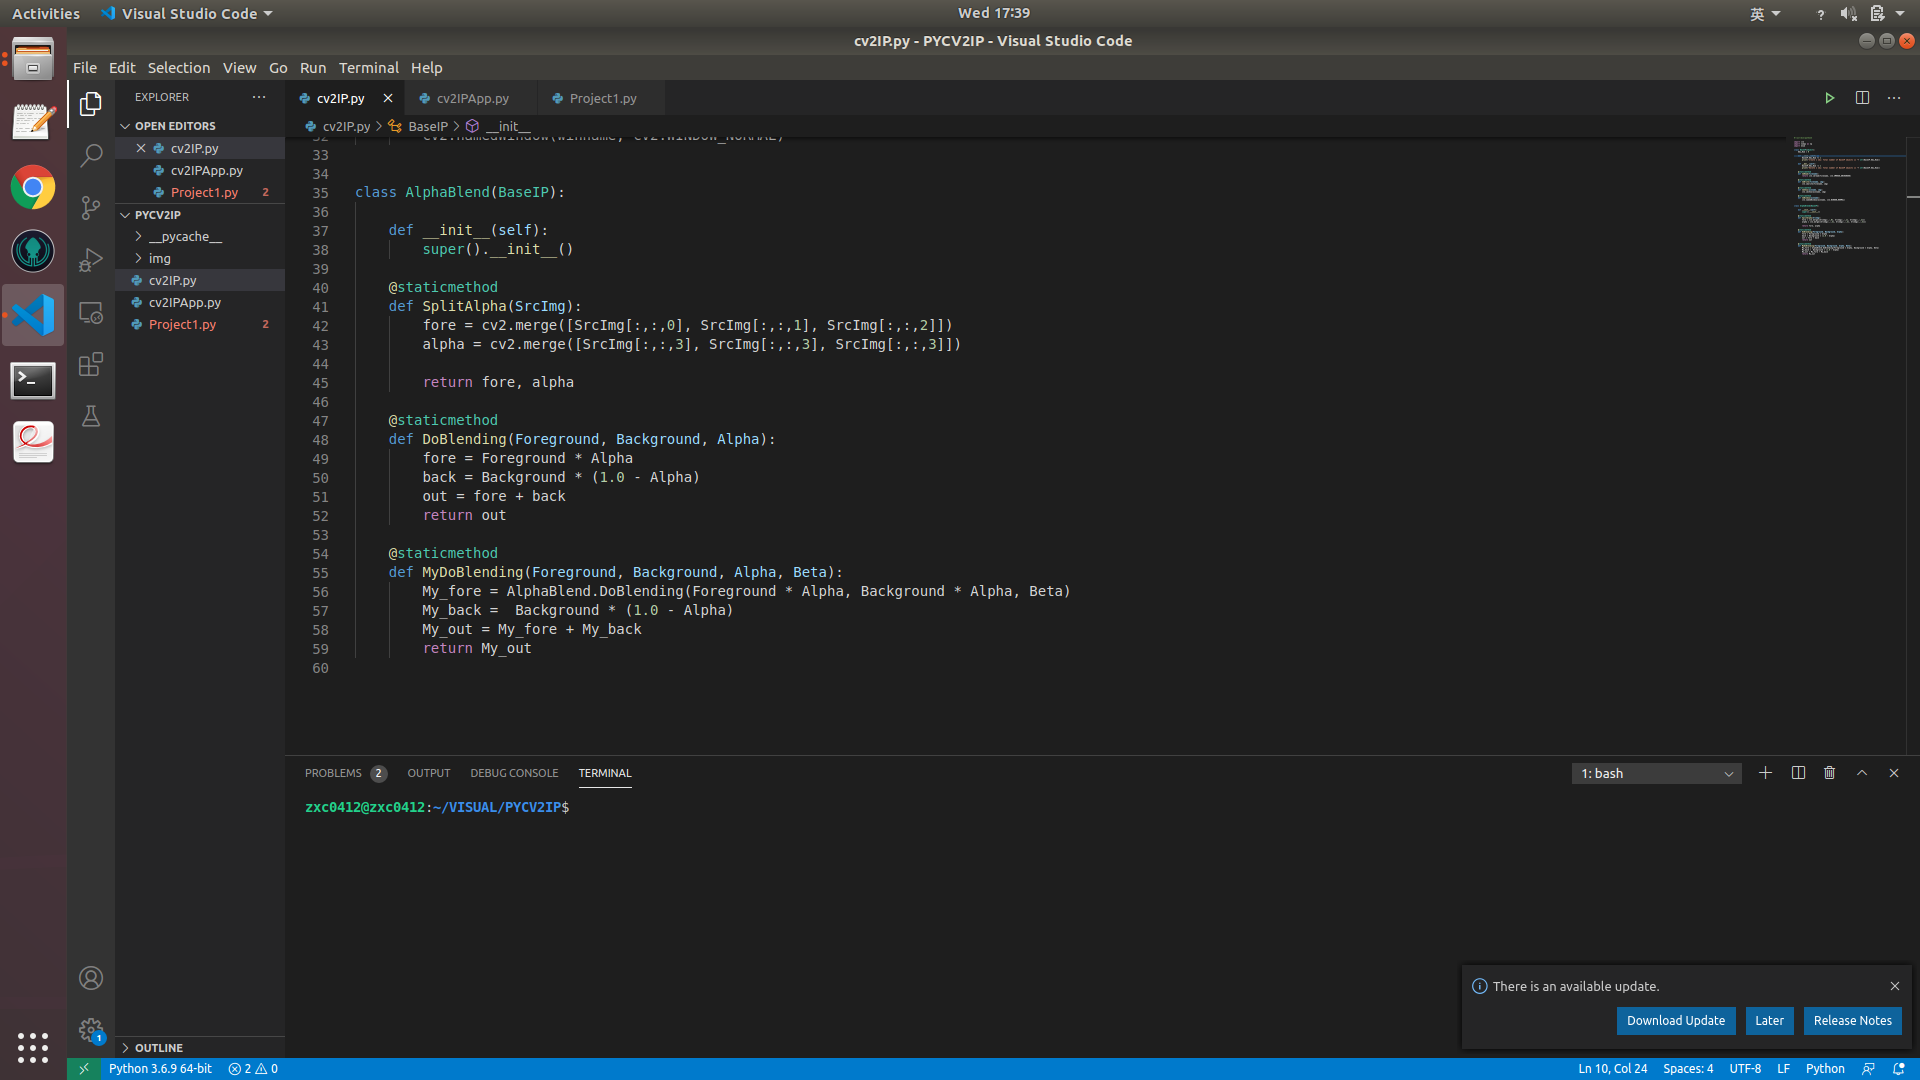 Activities Visual Studio Code Wed 17:39 英 ?
cv2IP.py - PYCV2IP - Visual Studio Code
File Edit Selection View Go Run Terminal Help
EXPLORER cv2IP.py cv2IPApp.py Project1.py
cv2IP.py > BaseIP > __init__
OPEN EDITORS
cv2IP.py
cv2IPApp.py
Project1.py 2
PYCV2IP
__pycache__
img
cv2IP.py
cv2IPApp.py
Project1.py 2
OUTLINE
32 cv2.namedWindow(winname, cv2.WINDOW_NORMAL)
33
34
35 class AlphaBlend(BaseIP):
36
37 def __init__(self):
38 super().__init__()
39
40 @staticmethod
41 def SplitAlpha(SrcImg):
42 fore = cv2.merge([SrcImg[:,:,0], SrcImg[:,:,1], SrcImg[:,:,2]])
43 alpha = cv2.merge([SrcImg[:,:,3], SrcImg[:,:,3], SrcImg[:,:,3]])
44
45 return fore, alpha
46
47 @staticmethod
48 def DoBlending(Foreground, Background, Alpha):
49 fore = Foreground * Alpha
50 back = Background * (1.0 - Alpha)
51 out = fore + back
52 return out
53
54 @staticmethod
55 def MyDoBlending(Foreground, Background, Alpha, Beta):
56 My_fore = AlphaBlend.DoBlending(Foreground * Alpha, Background * Alpha, Beta)
57 My_back =  Background * (1.0 - Alpha)
58 My_out = My_fore + My_back
59 return My_out
60
PROBLEMS 2 OUTPUT DEBUG CONSOLE TERMINAL 1: bash
zxc0412@zxc0412:~/VISUAL/PYCV2IP$
There is an available update.
Download Update Later Release Notes
1
Python 3.6.9 64-bit 2 0 Ln 10, Col 24 Spaces: 4 UTF-8 LF Python